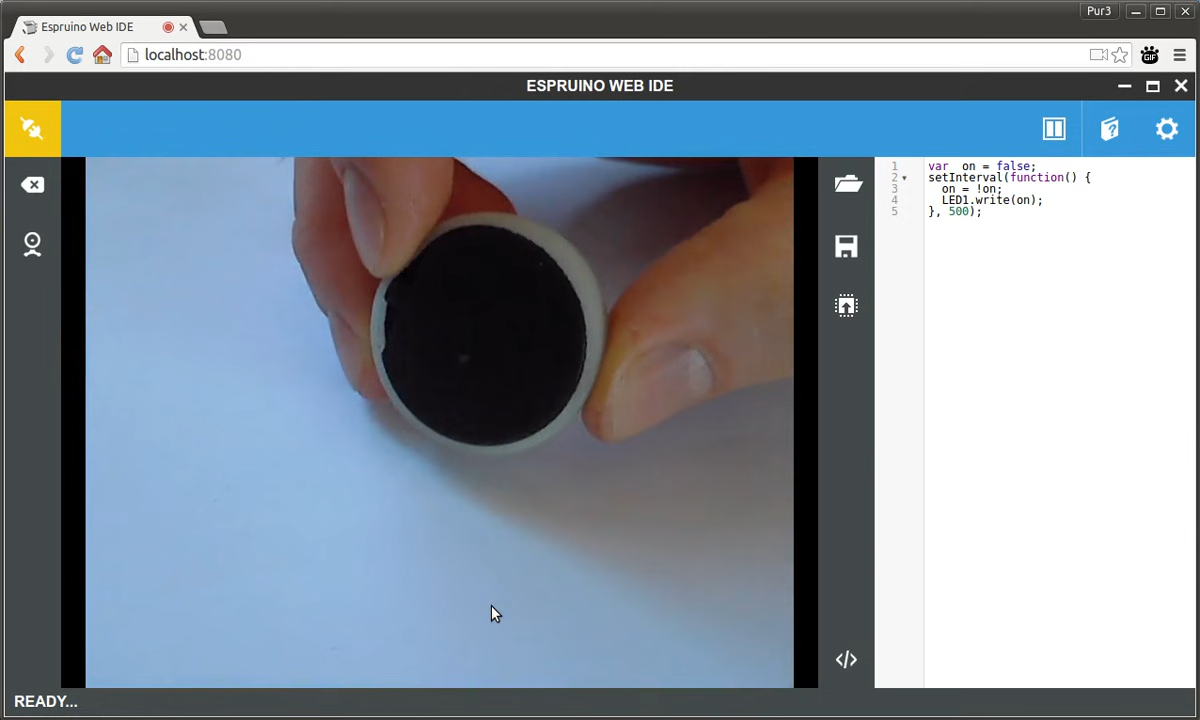 Pur3
Espruino Web IDE
localhost:8080
GIF
ESPRUINO WEB IDE
?
1 var on = false;
2 setInterval(function() {
3 on = !on;
4 LED1.write(on);
5 }, 500);
</>
READY...